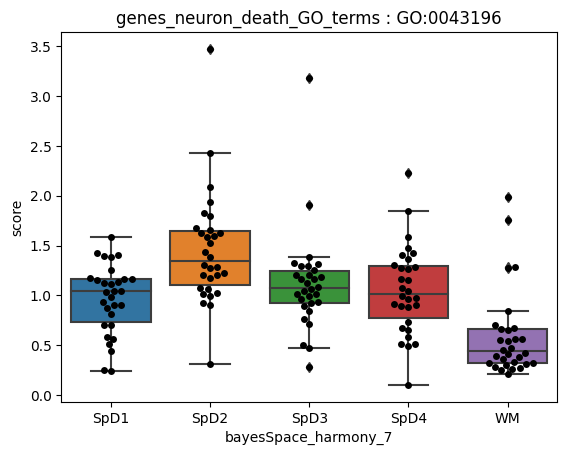 genes_neuron_death_GO_terms : GO:0043196
3.5
3.0
2.5
2.0
1.5
1.0
0.5
0.0
score
SpD1 SpD2 SpD3 SpD4 WM
bayesSpace_harmony_7